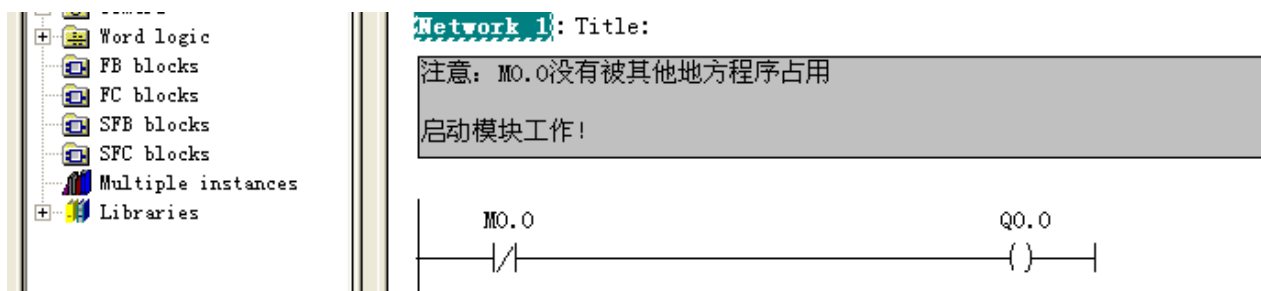 Word logic
FB blocks
FC blocks
SFB blocks
SFC blocks
Multiple instances
Libraries
Network 1: Title:
注意: M0.0没有被其他地方程序占用
启动模块工作!
M0.0
Q0.0